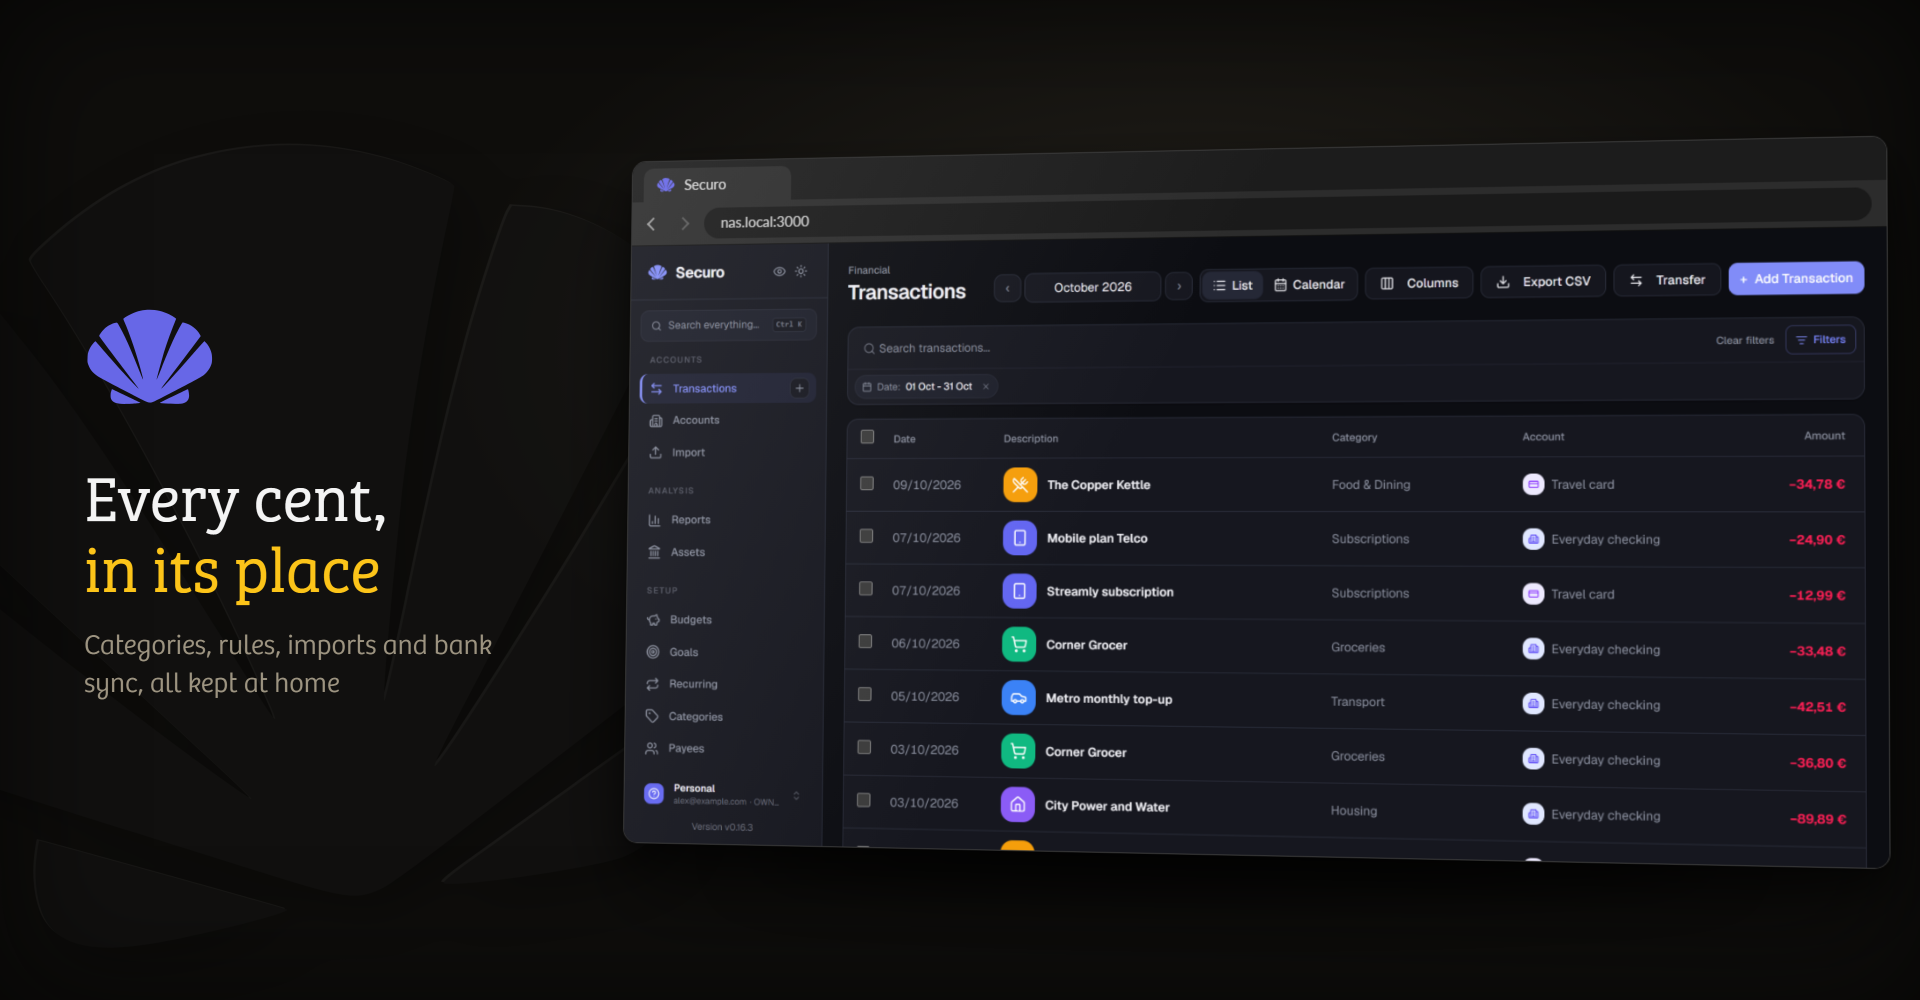 Every cent,
in its place
Categories, rules, imports and bank
sync, all kept at home
Securo
nas.local:3000
Securo
Search everything... Ctrl K
ACCOUNTS
Transactions +
Accounts
Import
ANALYSIS
Reports
Assets
SETUP
Budgets
Goals
Recurring
Categories
Payees
Personal
alex@example.com · OWN...
Version v0.16.3
Financial
Transactions
‹ October 2026 › List Calendar Columns Export CSV Transfer + Add Transaction
Search transactions... Clear filters Filters
Date: 01 Oct - 31 Oct ×
Date Description Category Account Amount
09/10/2026 The Copper Kettle Food & Dining Travel card −34,78 €
07/10/2026 Mobile plan Telco Subscriptions Everyday checking −24,90 €
07/10/2026 Streamly subscription Subscriptions Travel card −12,99 €
06/10/2026 Corner Grocer Groceries Everyday checking −33,48 €
05/10/2026 Metro monthly top-up Transport Everyday checking −42,51 €
03/10/2026 Corner Grocer Groceries Everyday checking −36,80 €
03/10/2026 City Power and Water Housing Everyday checking −89,89 €